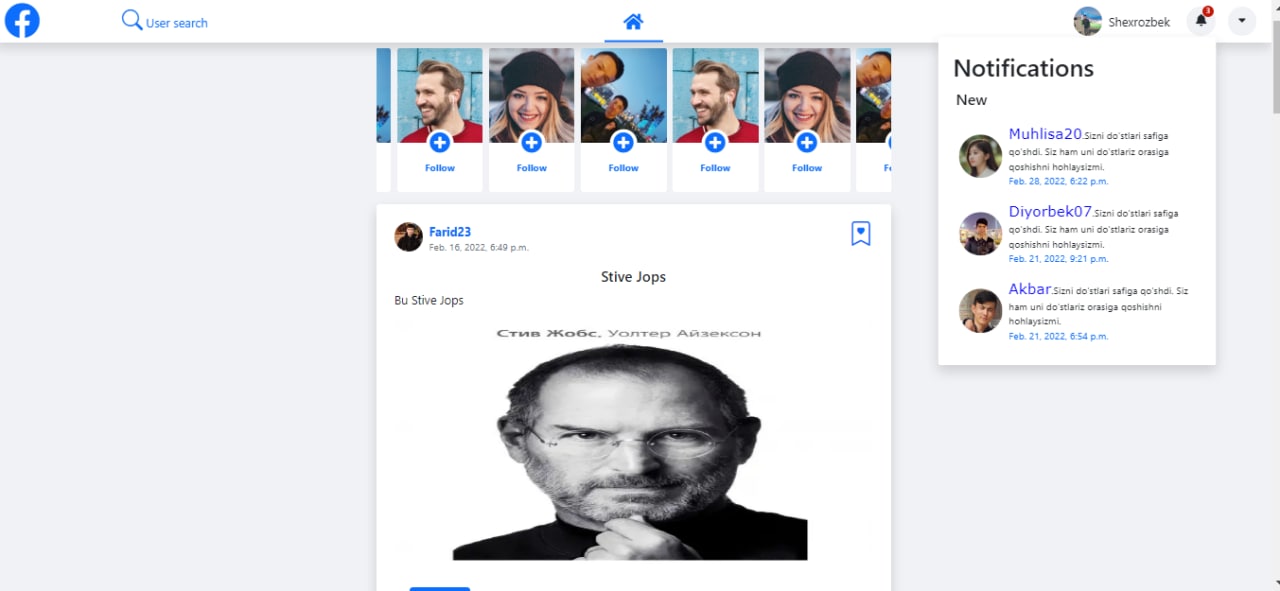 User search
Shexrozbek
3
Follow
Follow
Follow
Follow
Follow
Farid23
Feb. 16, 2022, 6:49 p.m.
Stive Jops
Bu Stive Jops
Стив Жобс, Уолтер Айзексон
Notifications
New
Muhlisa20.Sizni do'stlari safiga
qo'shdi. Siz ham uni do'stlariz orasiga
qoshishni hohlaysizmi.
Feb. 28, 2022, 6:22 p.m.
Diyorbek07.Sizni do'stlari safiga
qo'shdi. Siz ham uni do'stlariz orasiga
qoshishni hohlaysizmi.
Feb. 21, 2022, 9:21 p.m.
Akbar.Sizni do'stlari safiga qo'shdi. Siz
ham uni do'stlariz orasiga qoshishni
hohlaysizmi.
Feb. 21, 2022, 6:54 p.m.